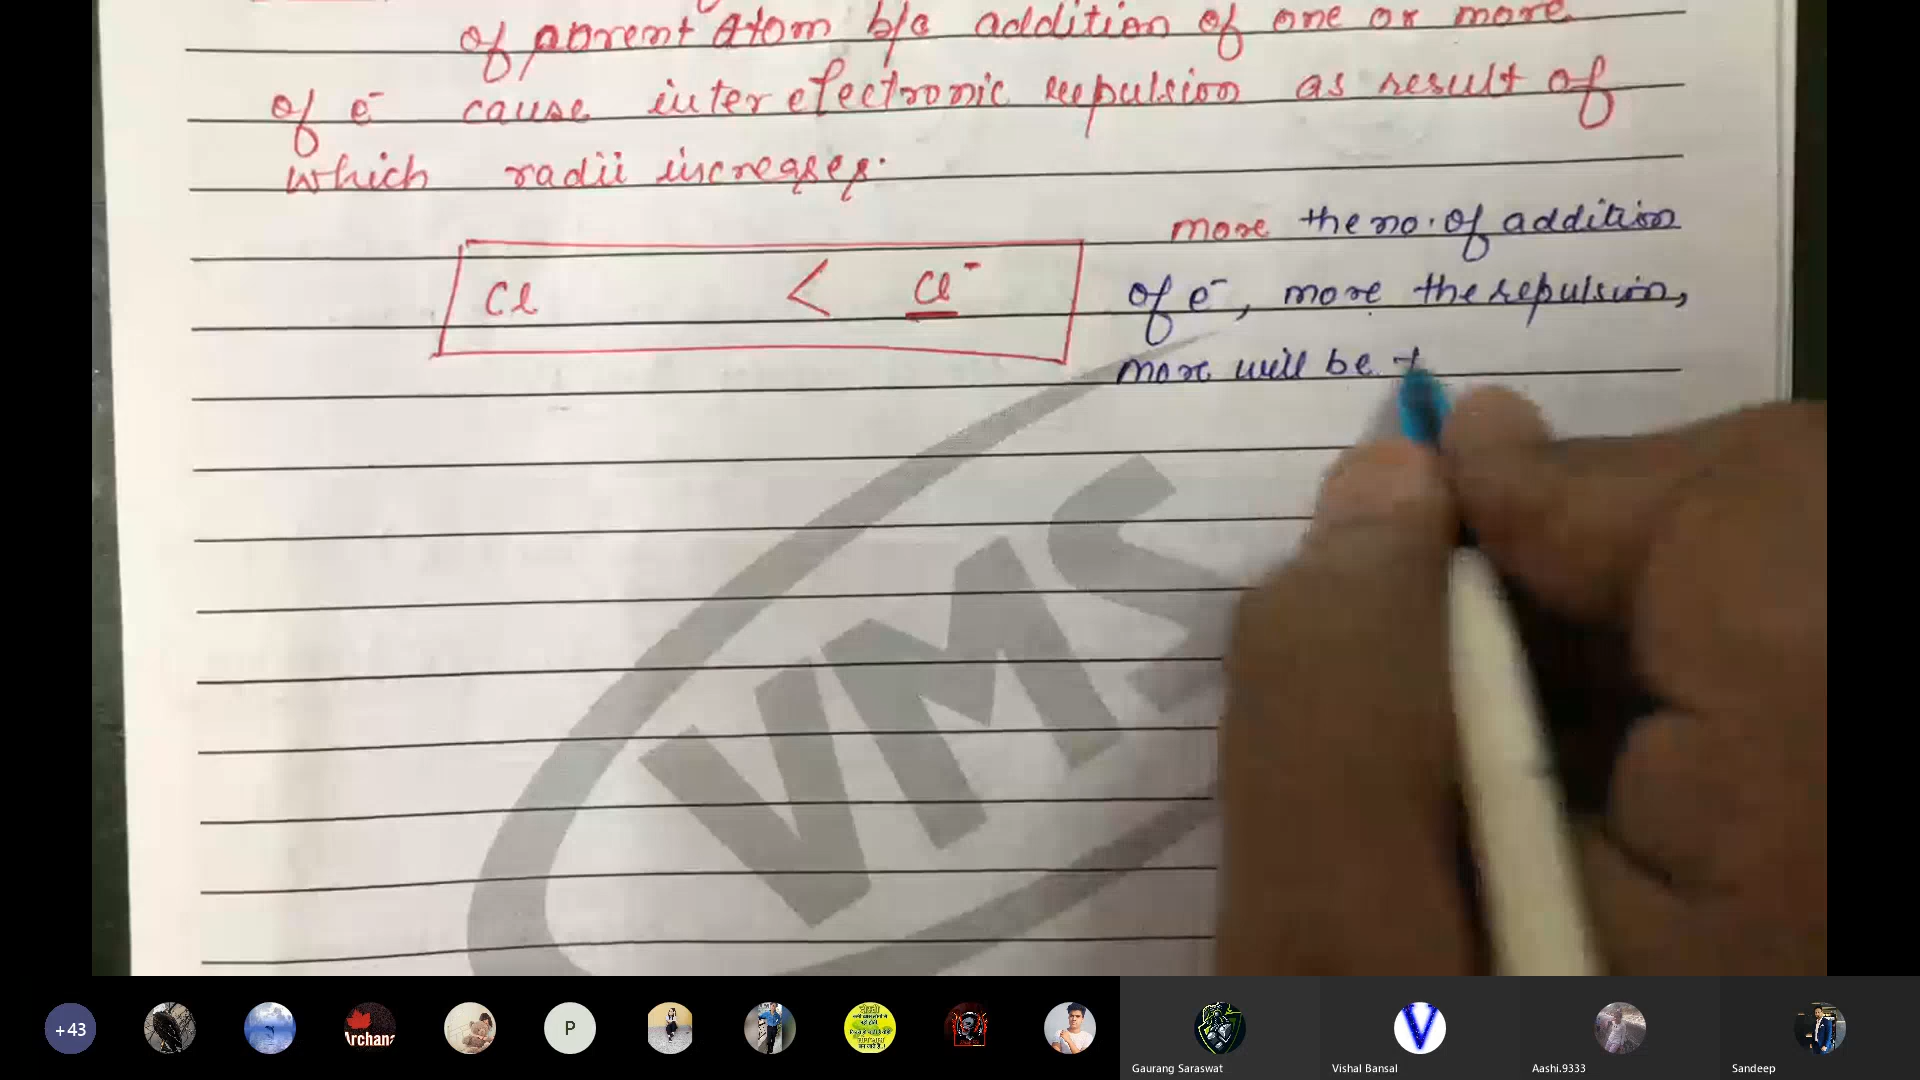 of parent atom b/c addition of one or more
of e⁻ cause inter electronic repulsion as result of
which radii increases.
Cl < Cl⁻
more the no. of addition
of e⁻, more the repulsion,
more will be t
VMS
+43
Archana
P
Gaurang Saraswat
Vishal Bansal
Aashi.9333
Sandeep